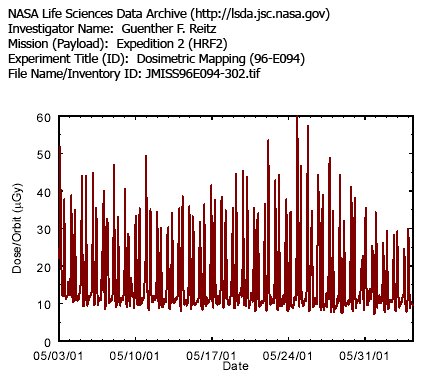 NASA Life Sciences Data Archive (http://lsda.jsc.nasa.gov)
Investigator Name:  Guenther F. Reitz
Mission (Payload):  Expedition 2 (HRF2)
Experiment Title (ID):  Dosimetric Mapping (96-E094)
File Name/Inventory ID: JMISS96E094-302.tif
60
50
40
30
20
10
0
Dose/Orbit (μGy)
05/03/01 05/10/01 05/17/01 05/24/01 05/31/01
Date